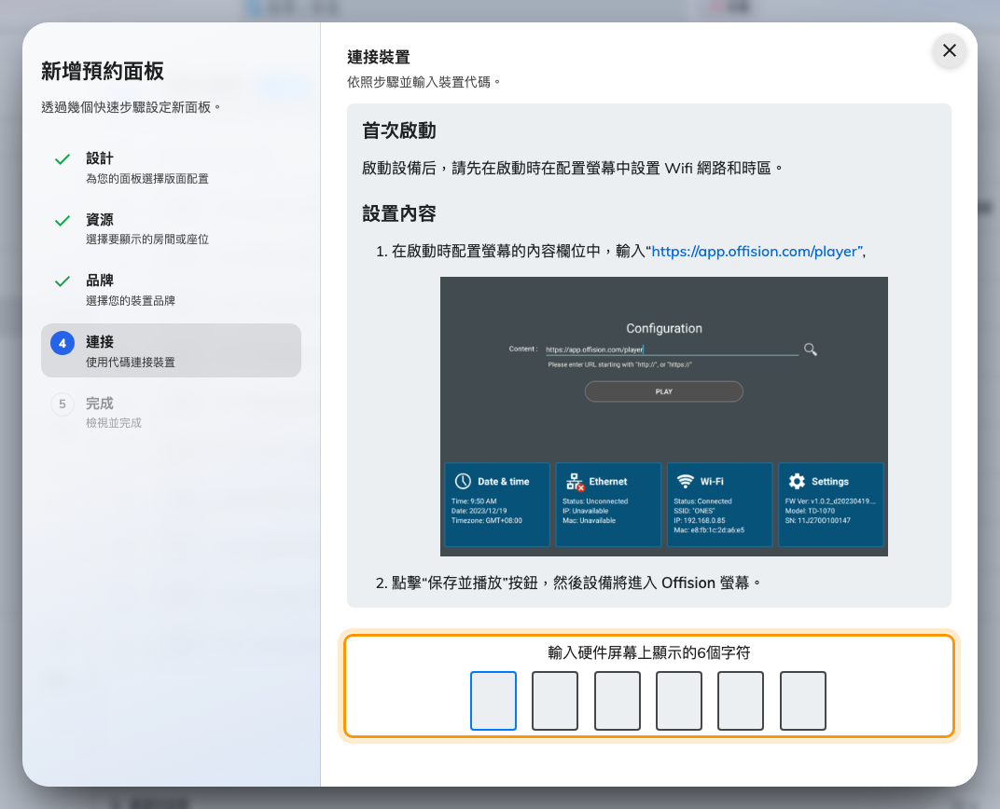 新增預約面板
透過幾個快速步驟設定新面板。
設計
為您的面板選擇版面配置
資源
選擇要顯示的房間或座位
品牌
選擇您的裝置品牌
4
連接
使用代碼連接裝置
5
完成
檢視並完成
連接裝置
依照步驟並輸入裝置代碼。
首次啟動
啟動設備后，請先在啟動時在配置螢幕中設置 Wifi 網路和時區。
設置內容
1. 在啟動時配置螢幕的內容欄位中，輸入“https://app.offision.com/player”,
Configuration
Content : https://app.offision.com/player
Please enter URL starting with "http://", or "https://"
PLAY
Date & time
Time: 9:50 AM
Date: 2023/12/19
Timezone: GMT+08:00
Ethernet
Status: Unconnected
IP: Unavailable
Mac: Unavailable
Wi-Fi
Status: Connected
SSID: "ONES"
IP: 192.168.0.85
Mac: e8:fb:1c:2d:a6:e5
Settings
FW Ver: v1.0.2_d20230419...
Model: TD-1070
SN: 11J270O100147
2. 點擊“保存並播放”按鈕，然後設備將進入 Offision 螢幕。
輸入硬件屏幕上顯示的6個字符